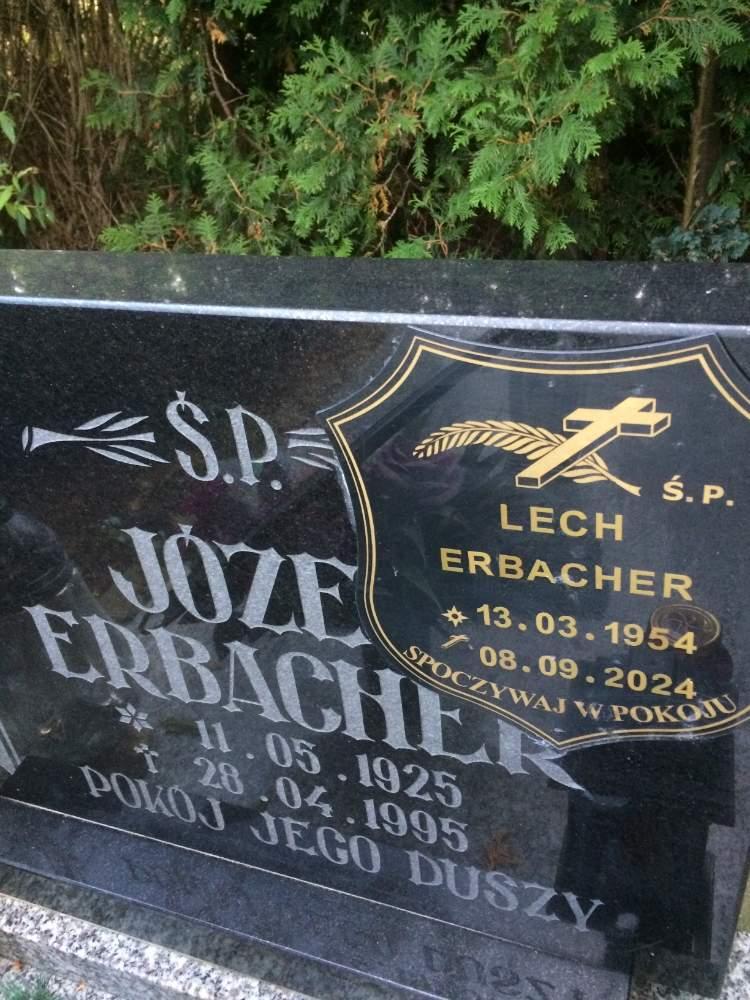 Ś.P.
JÓZE
ERBACHER
11.05.1925
28.04.1995
POKÓJ JEGO DUSZY
Ś.P.
LECH
ERBACHER
13.03.1954
08.09.2024
SPOCZYWAJ W POKOJU